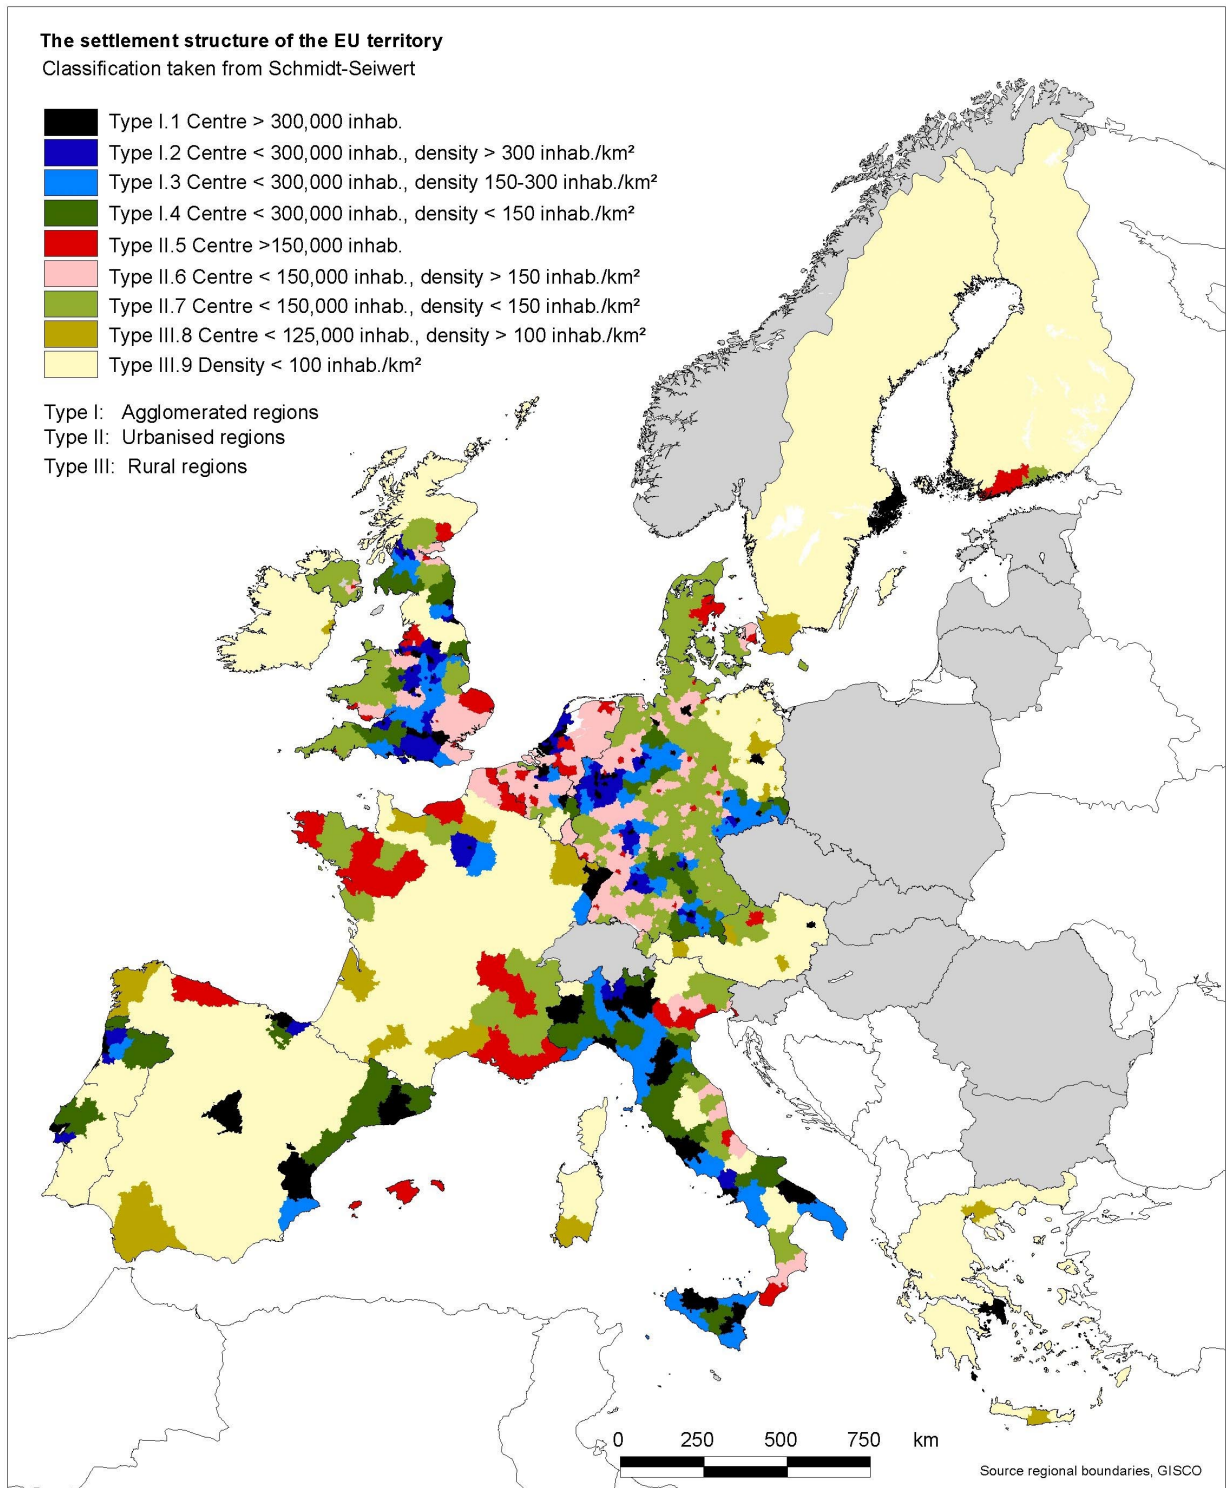 The settlement structure of the EU territory
Classification taken from Schmidt-Seiwert
Type I.1 Centre > 300,000 inhab.
Type I.2 Centre < 300,000 inhab., density > 300 inhab./km²
Type I.3 Centre < 300,000 inhab., density 150-300 inhab./km²
Type I.4 Centre < 300,000 inhab., density < 150 inhab./km²
Type II.5 Centre >150,000 inhab.
Type II.6 Centre < 150,000 inhab., density > 150 inhab./km²
Type II.7 Centre < 150,000 inhab., density < 150 inhab./km²
Type III.8 Centre < 125,000 inhab., density > 100 inhab./km²
Type III.9 Density < 100 inhab./km²
Type I: Agglomerated regions
Type II: Urbanised regions
Type III: Rural regions
0 250 500 750 km
Source regional boundaries, GISCO